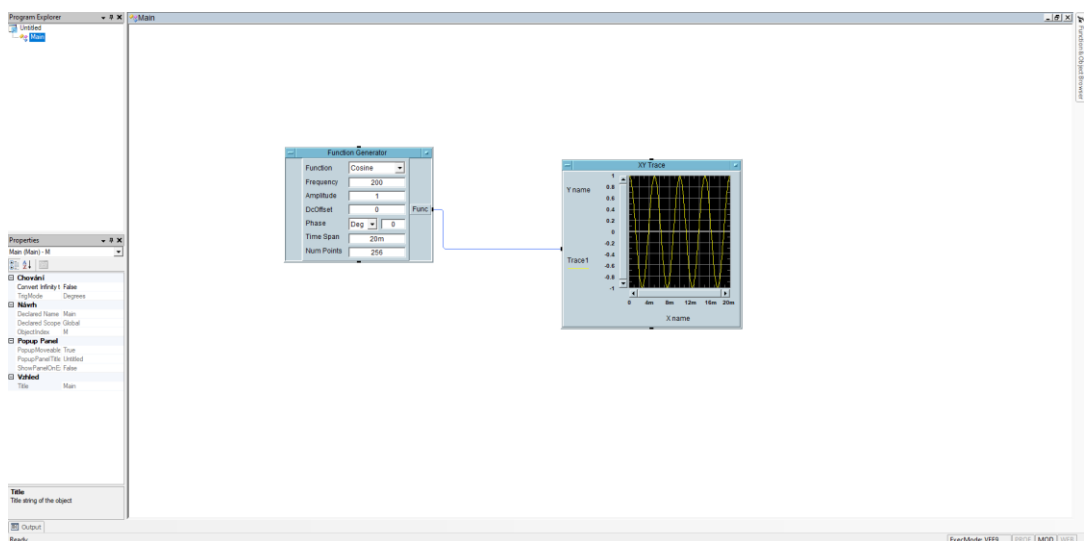 Program Explorer
Untitled
Main
Main
Function & Object Browser
Function Generator
Function Cosine
Frequency 200
Amplitude 1
DcOffset 0
Phase Deg 0
Time Span 20m
Num Points 256
Func
XY Trace
Y name
Trace1
1
0.8
0.6
0.4
0.2
0
-0.2
-0.4
-0.6
-0.8
-1
0 4m 8m 12m 16m 20m
X name
Properties
Main (Main) - M
Chování
Convert Infinity t False
TrigMode Degrees
Návrh
Declared Name Main
Declared Scope Global
ObjectIndex M
Popup Panel
PopupMoveable True
PopupPanelTitle Untitled
ShowPanelOnE: False
Vzhled
Title Main
Title
Title string of the object
Output
Ready
ExecMode: VEE9 PROF MOD WEB